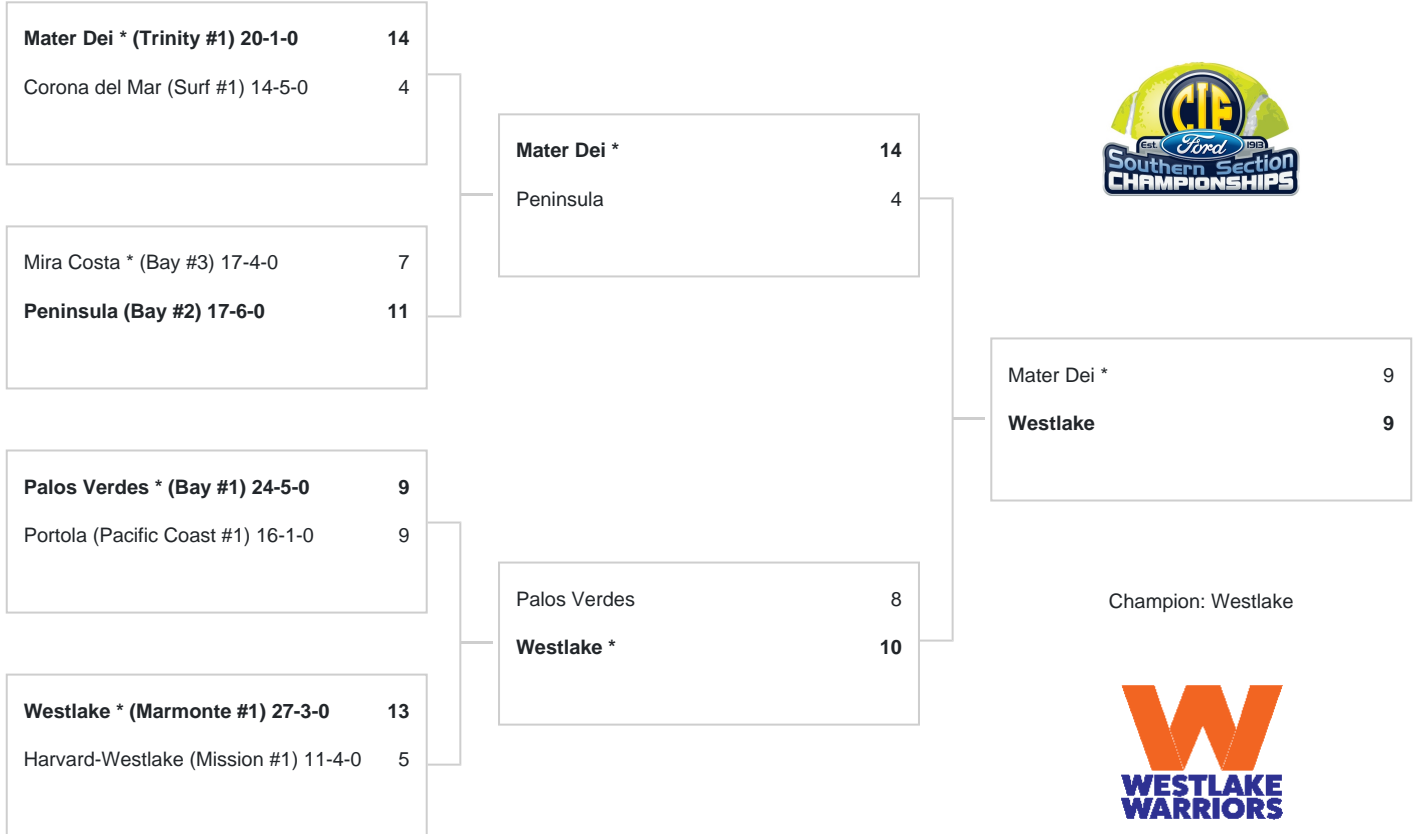 Mater Dei * (Trinity #1) 20-1-0 14
Corona del Mar (Surf #1) 14-5-0 4
Mira Costa * (Bay #3) 17-4-0 7
Peninsula (Bay #2) 17-6-0 11
Palos Verdes * (Bay #1) 24-5-0 9
Portola (Pacific Coast #1) 16-1-0 9
Westlake * (Marmonte #1) 27-3-0 13
Harvard-Westlake (Mission #1) 11-4-0 5
Mater Dei * 14
Peninsula 4
Palos Verdes 8
Westlake * 10
CIF
Est. Ford 1913
Southern Section
CHAMPIONSHIPS
Mater Dei * 9
Westlake 9
Champion: Westlake
W
WESTLAKE
WARRIORS